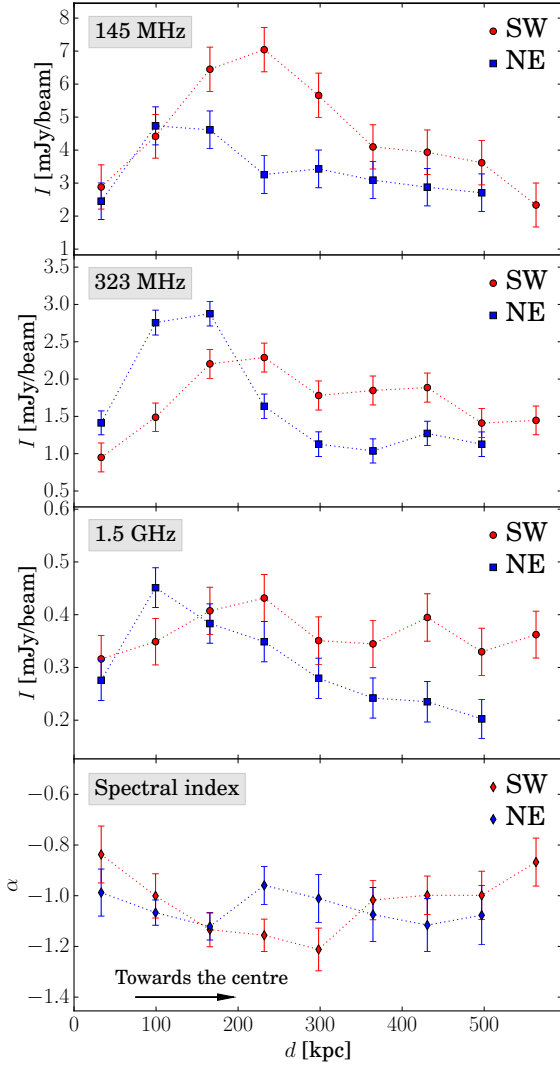 145 MHz
SW
NE
I [mJy/beam]
8
7
6
5
4
3
2
1
323 MHz
SW
NE
I [mJy/beam]
3.5
3.0
2.5
2.0
1.5
1.0
0.5
1.5 GHz
SW
NE
I [mJy/beam]
0.6
0.5
0.4
0.3
0.2
Spectral index
SW
NE
α
−0.6
−0.8
−1.0
−1.2
−1.4
Towards the centre
0 100 200 300 400 500
d [kpc]